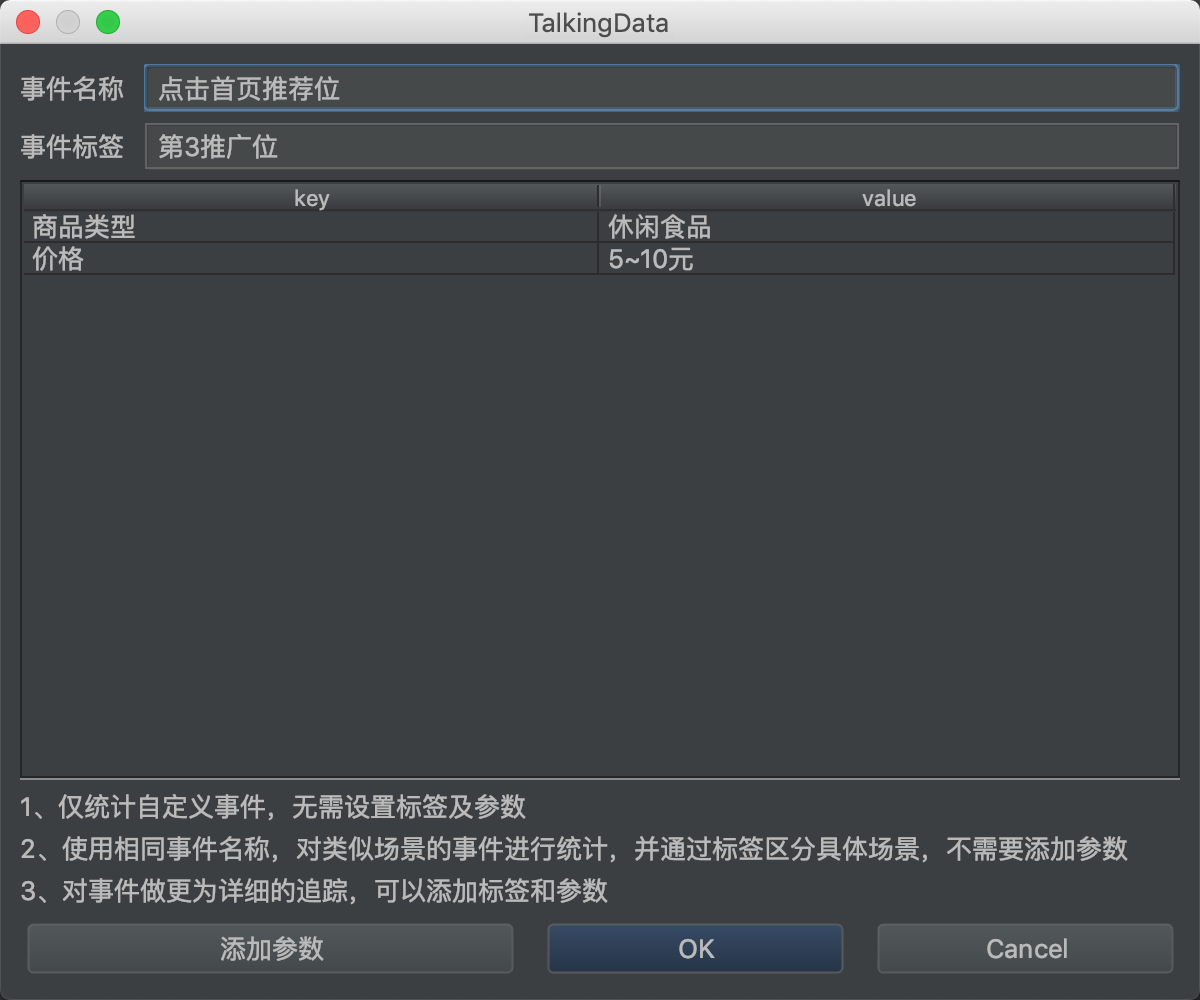 TalkingData
事件名称 点击首页推荐位
事件标签 第3推广位
key value
商品类型 休闲食品
价格 5~10元
1、仅统计自定义事件，无需设置标签及参数
2、使用相同事件名称，对类似场景的事件进行统计，并通过标签区分具体场景，不需要添加参数
3、对事件做更为详细的追踪，可以添加标签和参数
添加参数 OK Cancel